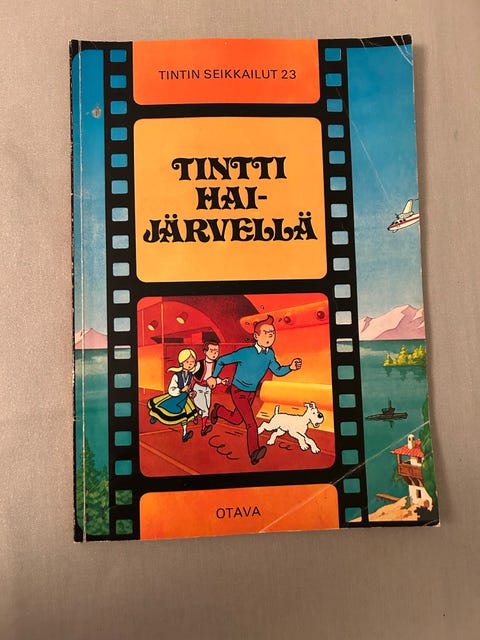 TINTIN SEIKKAILUT 23
TINTTI
HAI-
JÄRVELLÄ
OTAVA